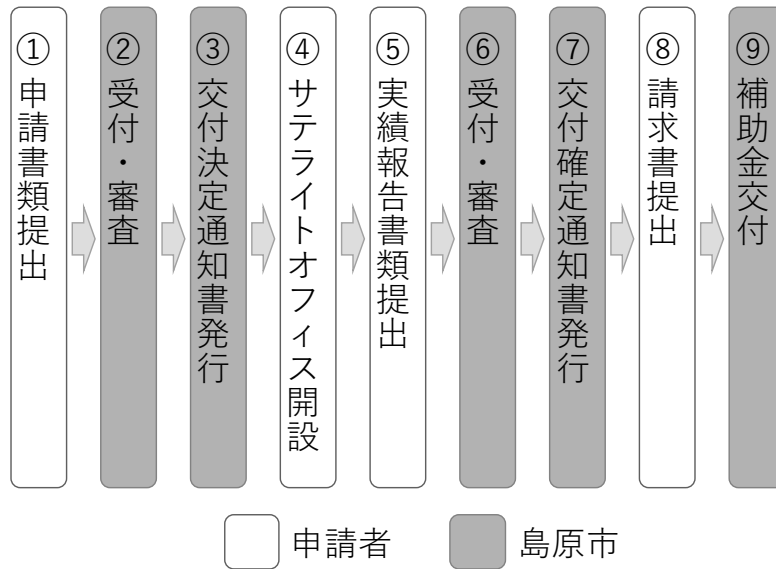 ①申請書類提出
②受付・審査
③交付決定通知書発行
④サテライトオフィス開設
⑤実績報告書類提出
⑥受付・審査
⑦交付確定通知書発行
⑧請求書提出
⑨補助金交付
申請者
島原市